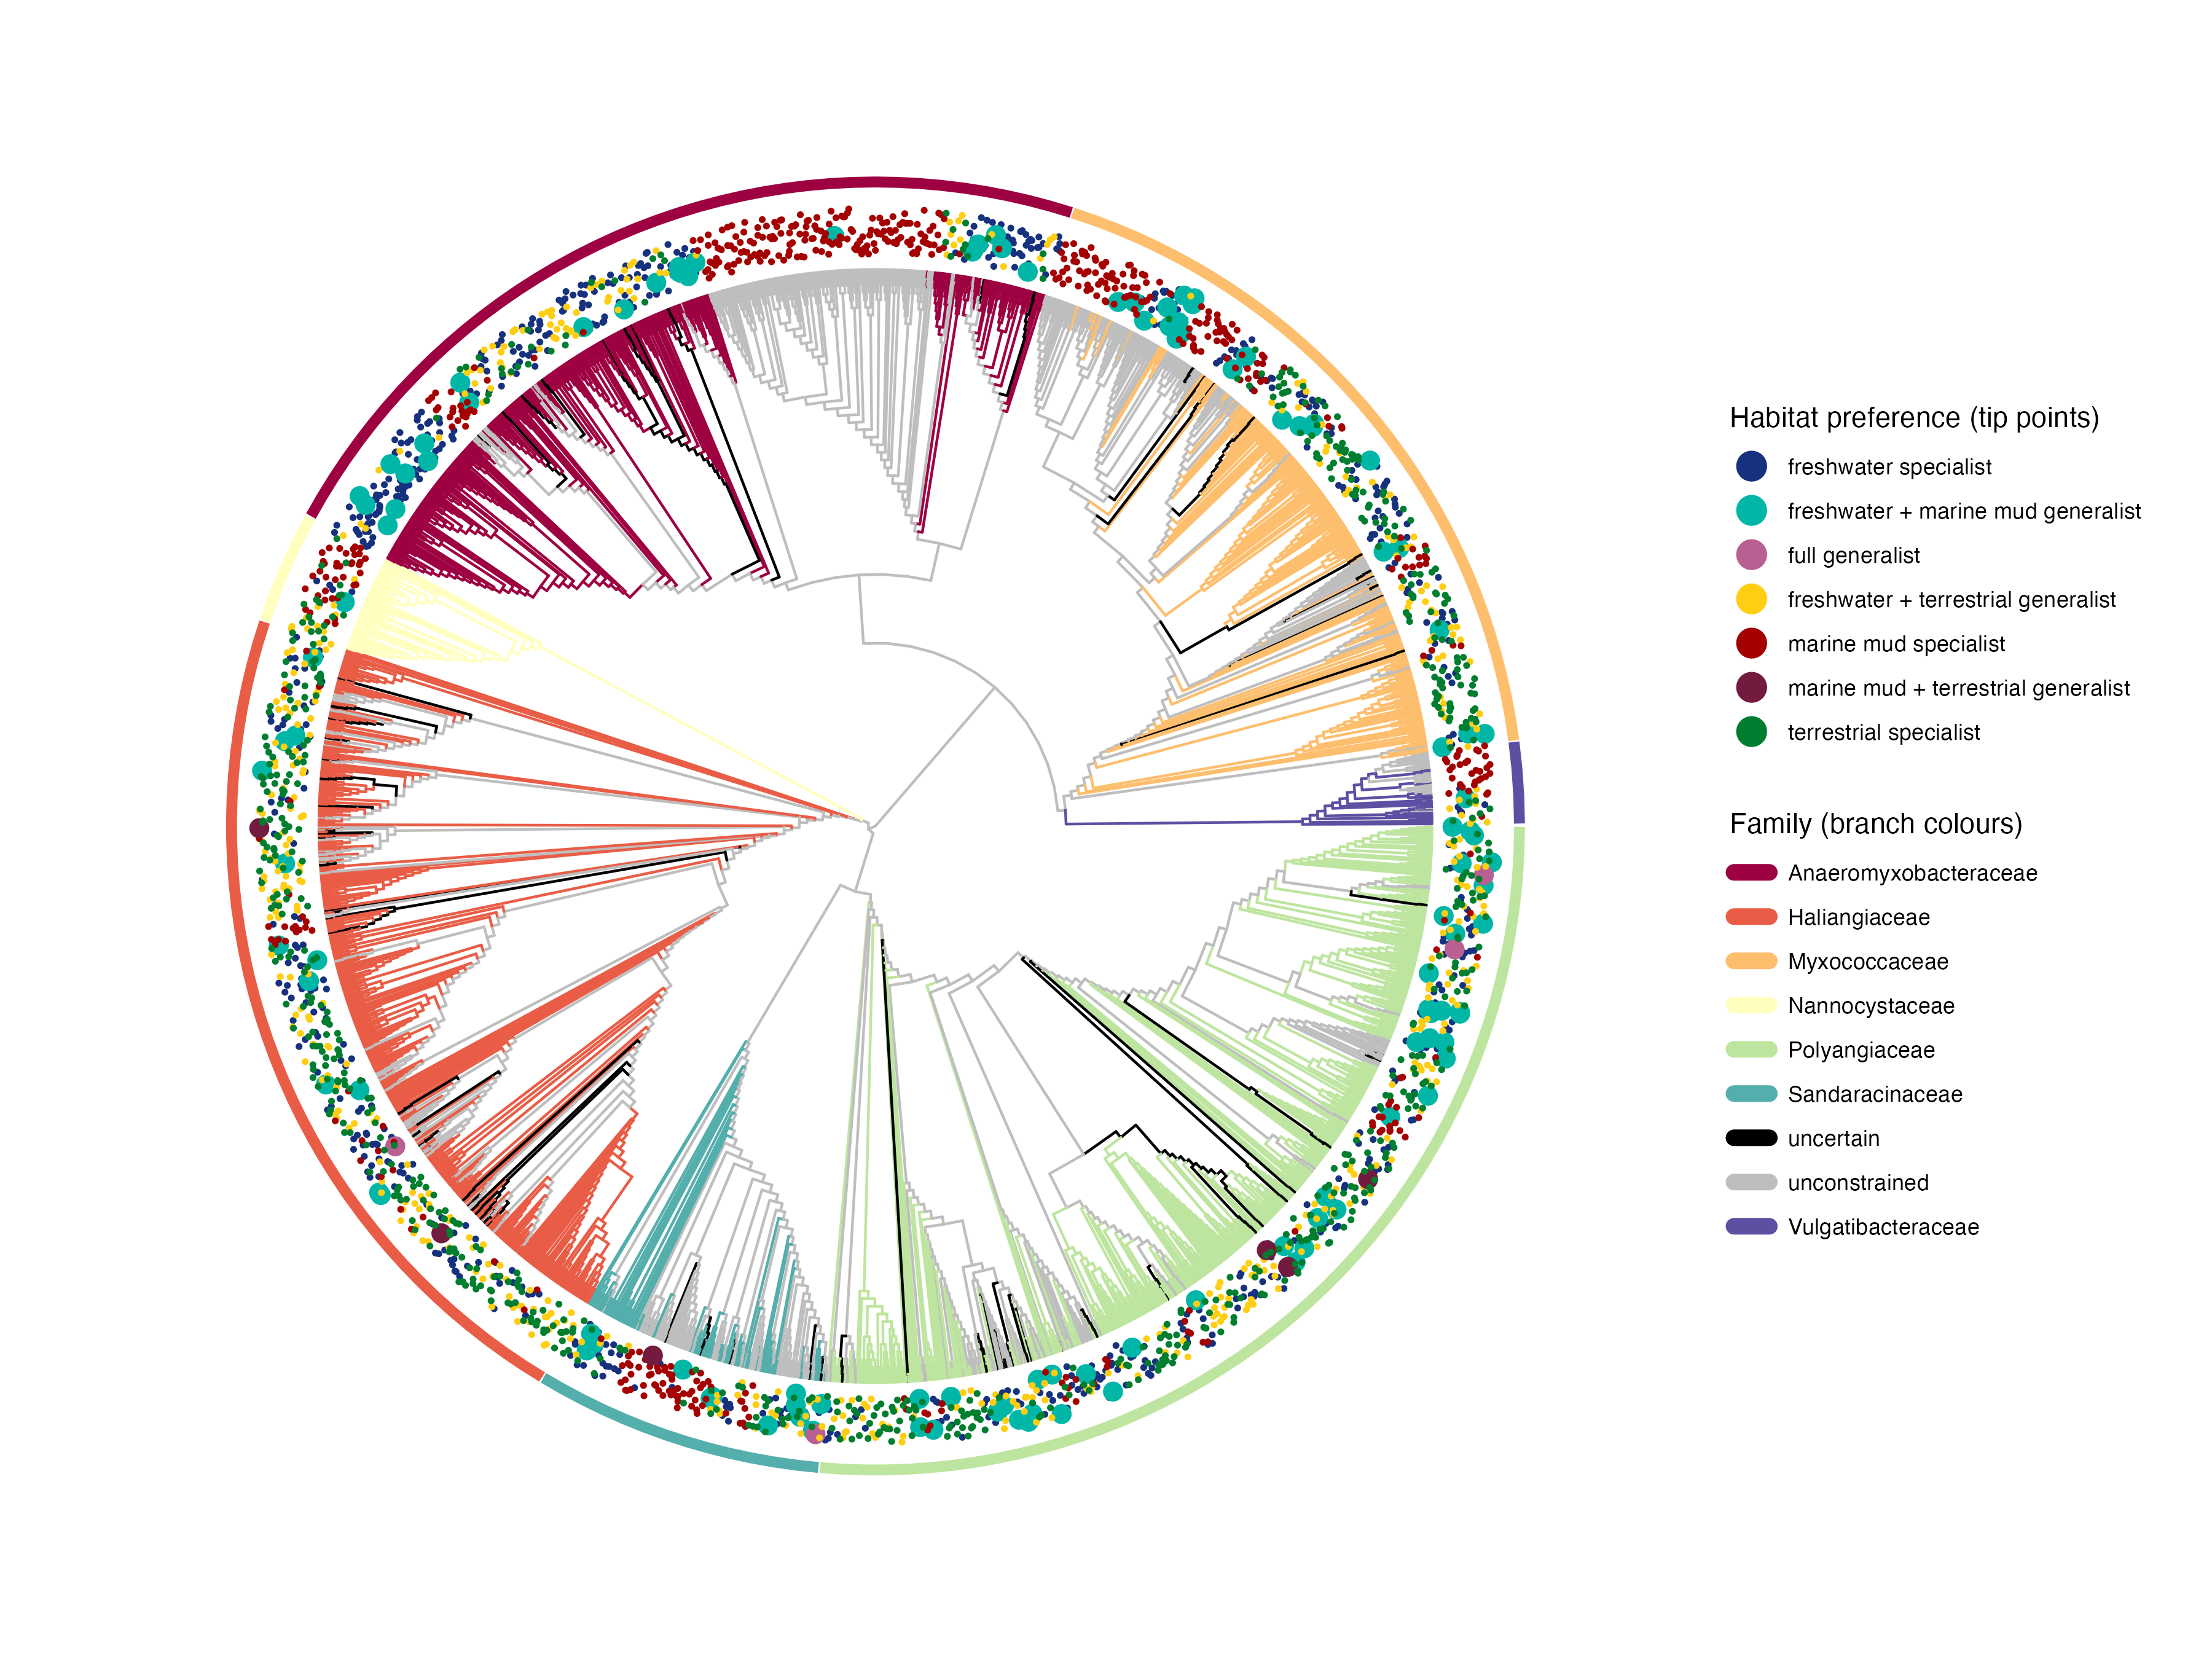 Habitat preference (tip points)
freshwater specialist
freshwater + marine mud generalist
full generalist
freshwater + terrestrial generalist
marine mud specialist
marine mud + terrestrial generalist
terrestrial specialist
Family (branch colours)
Anaeromyxobacteraceae
Haliangiaceae
Myxococcaceae
Nannocystaceae
Polyangiaceae
Sandaracinaceae
uncertain
unconstrained
Vulgatibacteraceae